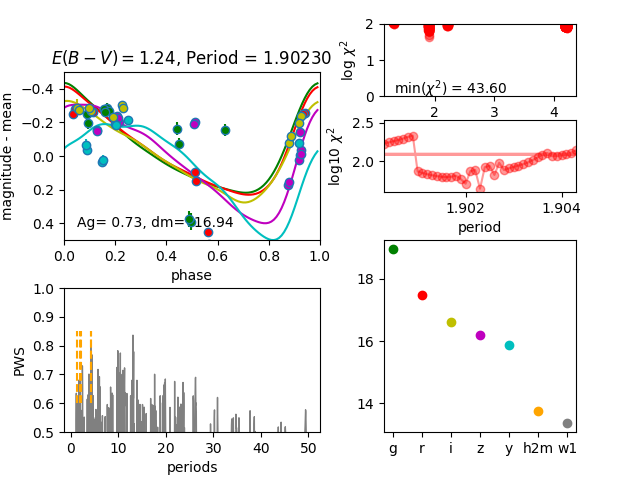 E(B − V) = 1.24, Period = 1.90230
magnitude - mean
−0.4
−0.2
0.0
0.2
0.4
Ag= 0.73, dm= 16.94
0.0 0.2 0.4 0.6 0.8 1.0
phase
log χ²
2
1
0
min(χ²) = 43.60
2 3 4
log10 χ²
2.5
2.0
1.902 1.904
period
PWS
1.0
0.9
0.8
0.7
0.6
0.5
0 10 20 30 40 50
periods
18
16
14
g r i z y h2m w1